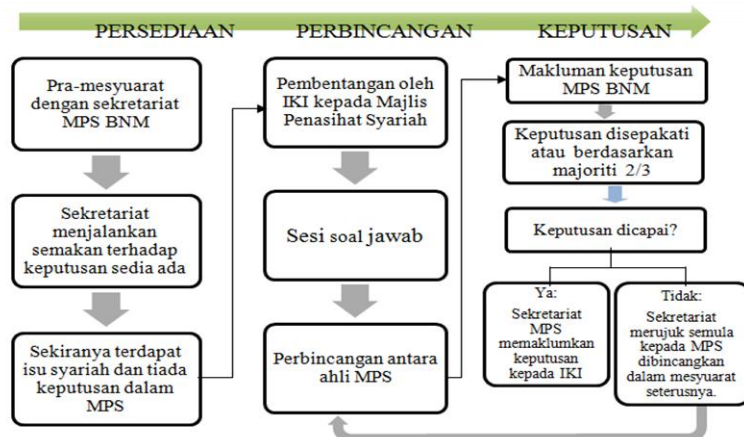 PERSEDIAAN
PERBINCANGAN
KEPUTUSAN
Pra-mesyuarat
dengan sekretariat
MPS BNM
Sekretariat
menjalankan
semakan terhadap
keputusan sedia ada
Sekiranya terdapat
isu syariah dan tiada
keputusan dalam
MPS
Pembentangan oleh
IKI kepada Majlis
Penasihat Syariah
Sesi soal jawab
Perbincangan antara
ahli MPS
Makluman keputusan
MPS BNM
Keputusan disepakati
atau berdasarkan
majoriti 2/3
Keputusan dicapai?
Ya:
Sekretariat
MPS
memaklumkan
keputusan
kepada IKI
Tidak:
Sekretariat
merujuk semula
kepada MPS
dibincangkan
dalam mesyuarat
seterusnya.